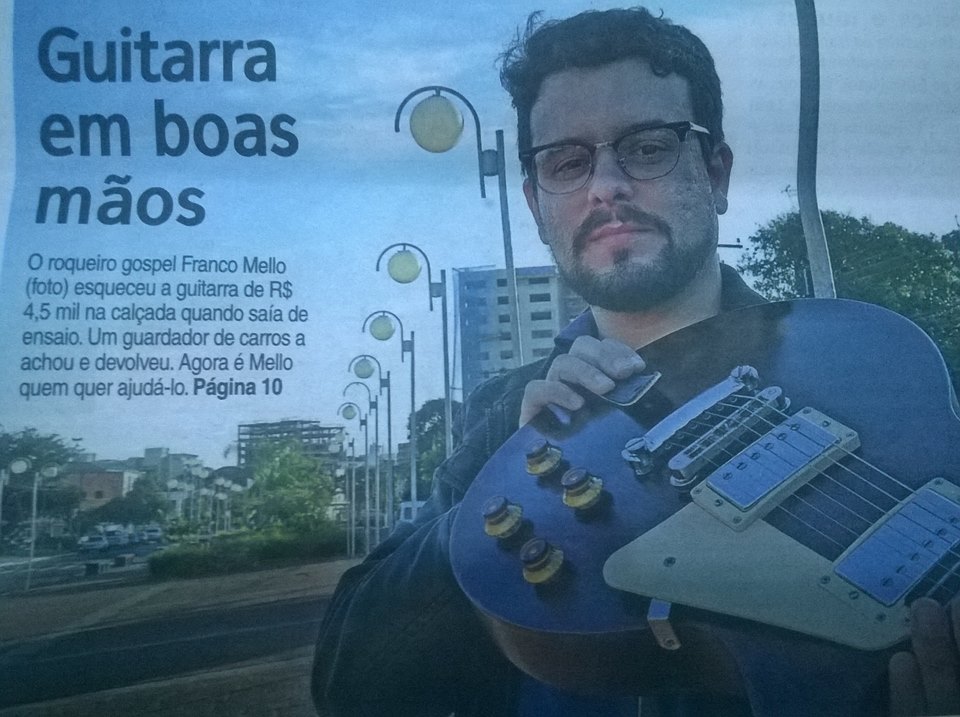 Guitarra
em boas
mãos
O roqueiro gospel Franco Mello
(foto) esqueceu a guitarra de R$
4,5 mil na calçada quando saía de
ensaio. Um guardador de carros a
achou e devolveu. Agora é Mello
quem quer ajudá-lo. Página 10